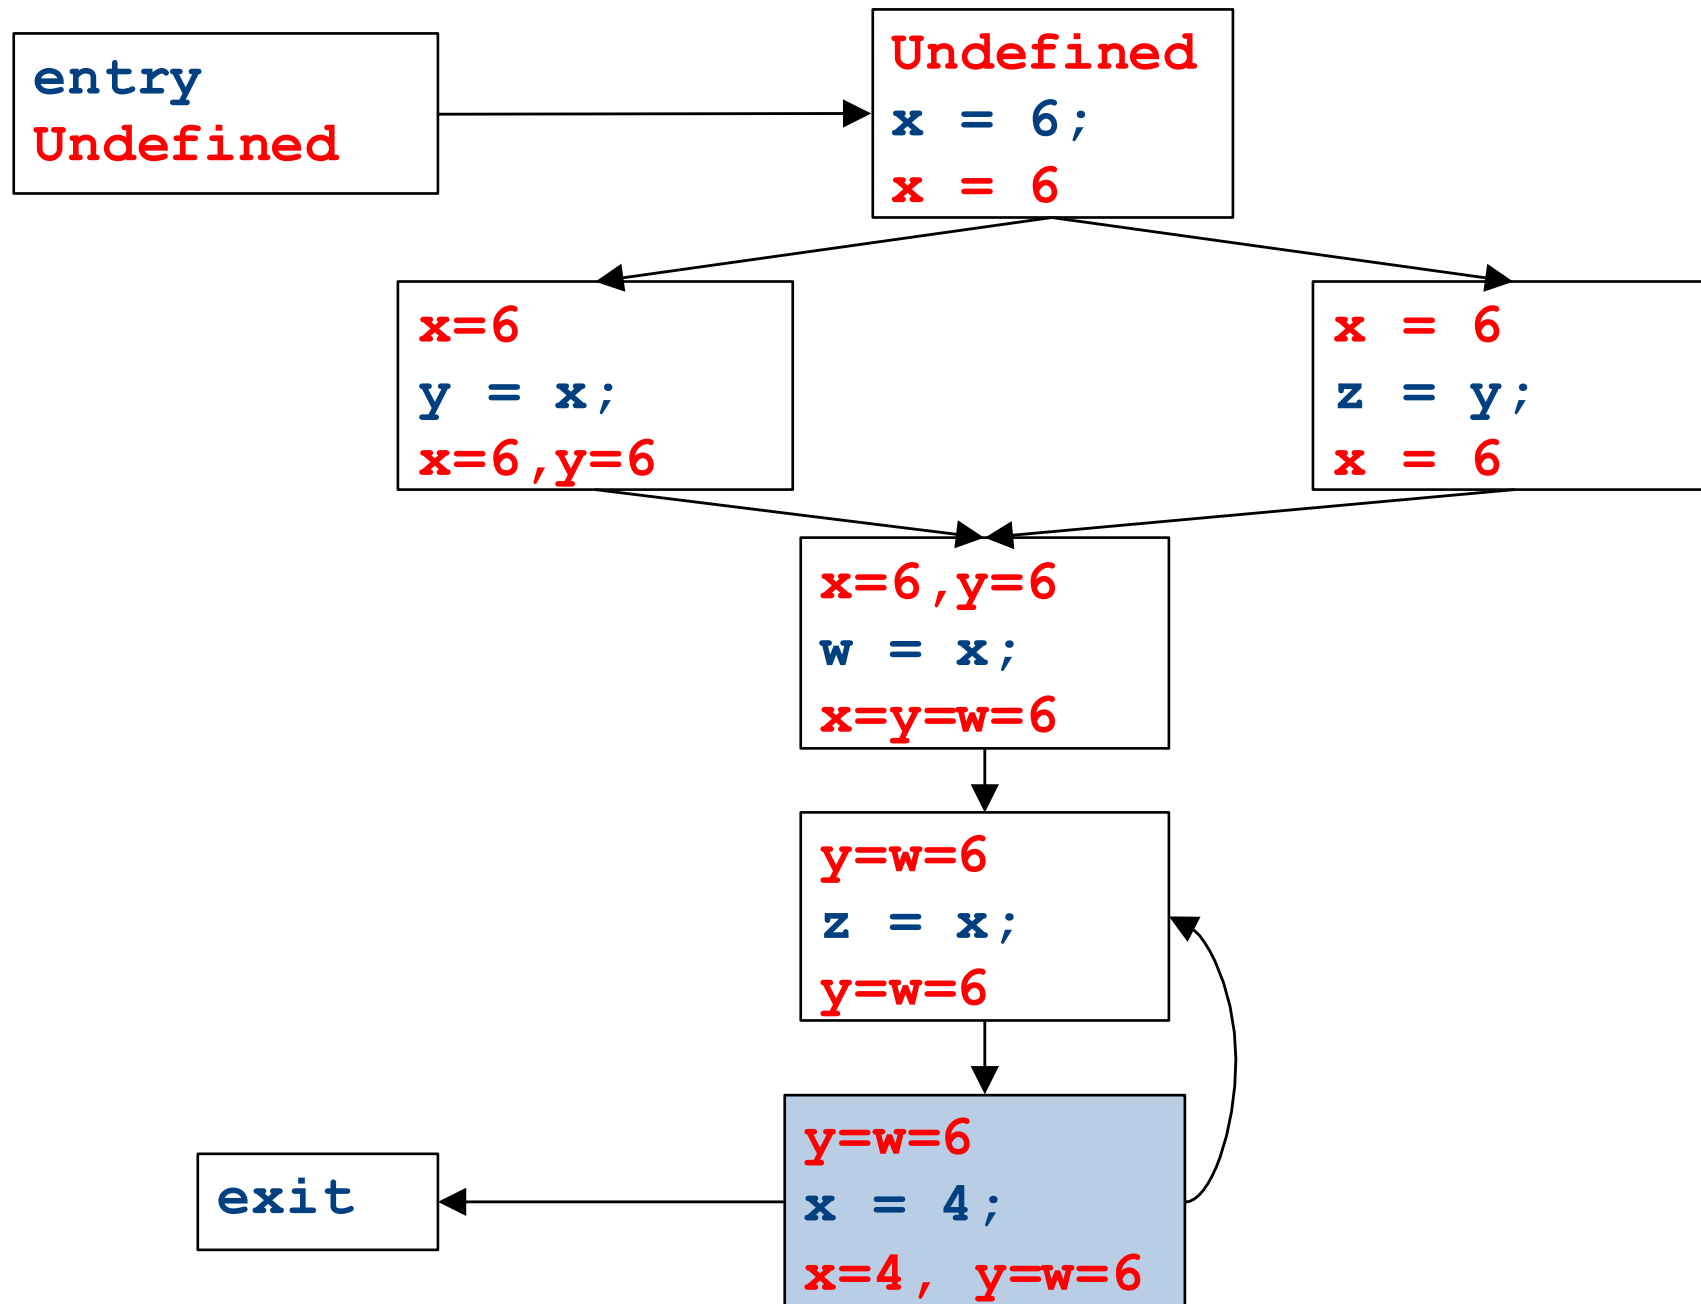 entry
Undefined
Undefined
x = 6;
x = 6
x=6
y = x;
x=6,y=6
x = 6
z = y;
x = 6
x=6,y=6
w = x;
x=y=w=6
y=w=6
z = x;
y=w=6
y=w=6
x = 4;
x=4, y=w=6
exit